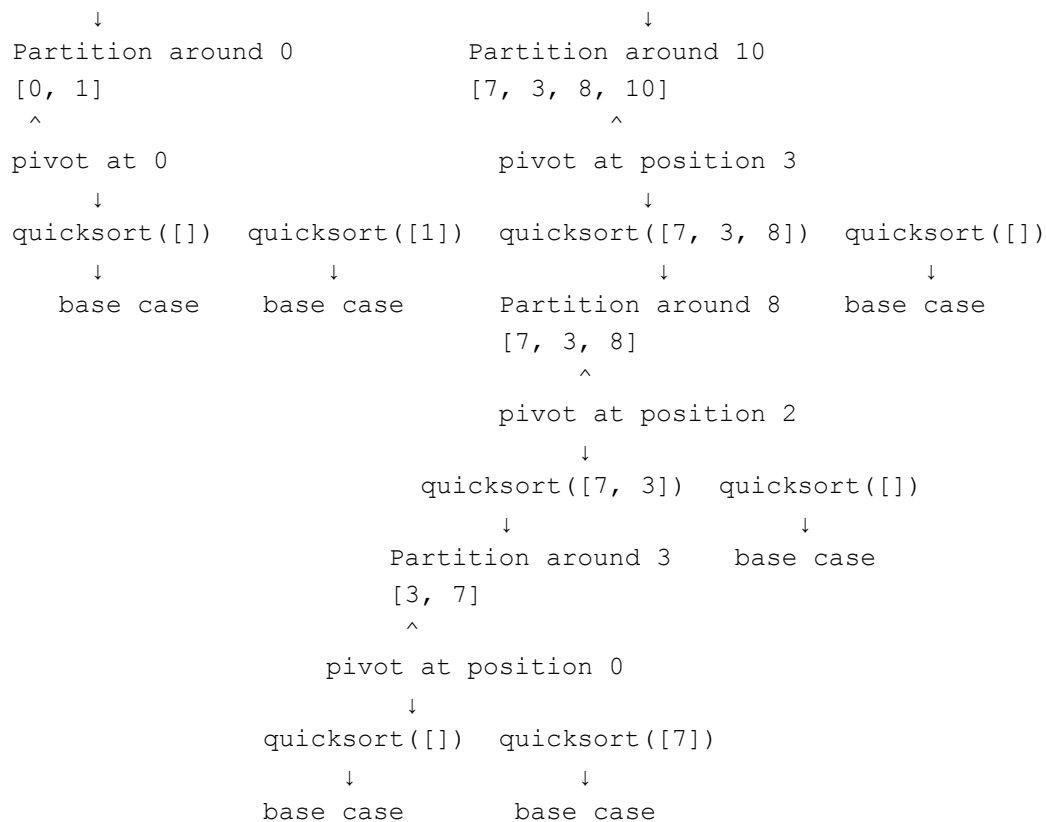 ↓ ↓
Partition around 0 Partition around 10
[0, 1] [7, 3, 8, 10]
^ ^
pivot at 0 pivot at position 3
↓ ↓
quicksort([]) quicksort([1]) quicksort([7, 3, 8]) quicksort([])
↓ ↓ ↓ ↓
base case base case Partition around 8 base case
[7, 3, 8]
^
pivot at position 2
↓
quicksort([7, 3]) quicksort([])
↓ ↓
Partition around 3 base case
[3, 7]
^
pivot at position 0
↓
quicksort([]) quicksort([7])
↓ ↓
base case base case